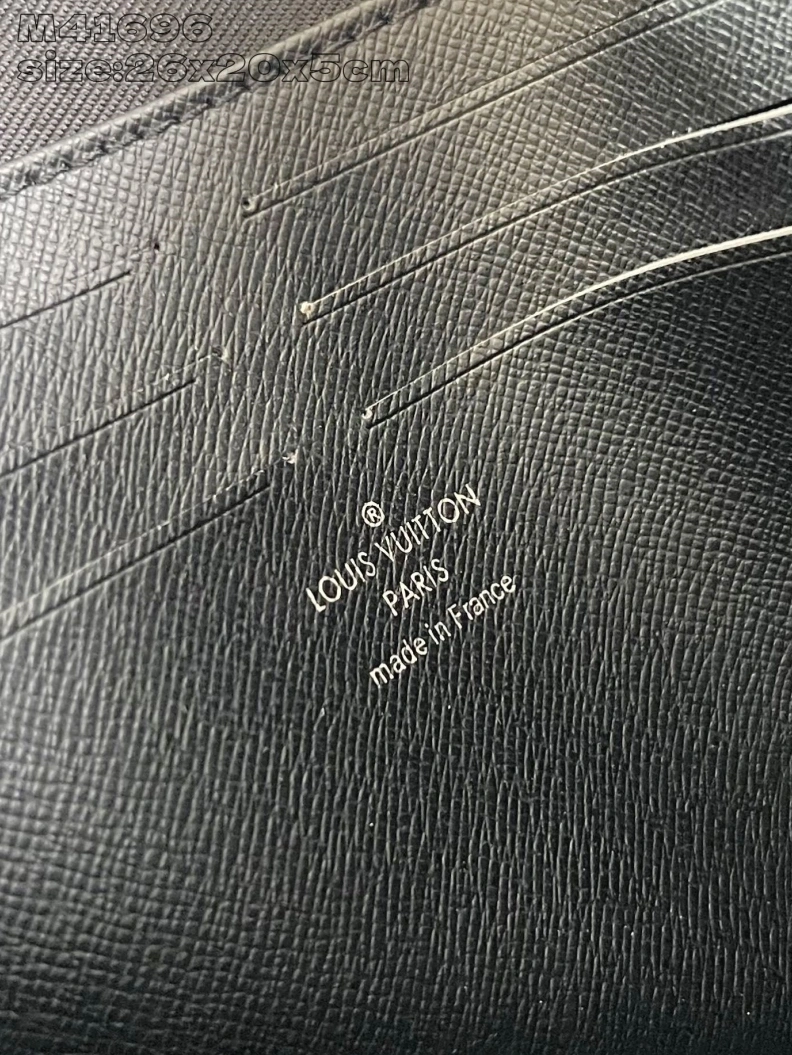 M41696
size:26x20x5cm
®
LOUIS VUITTON
PARIS
made in France